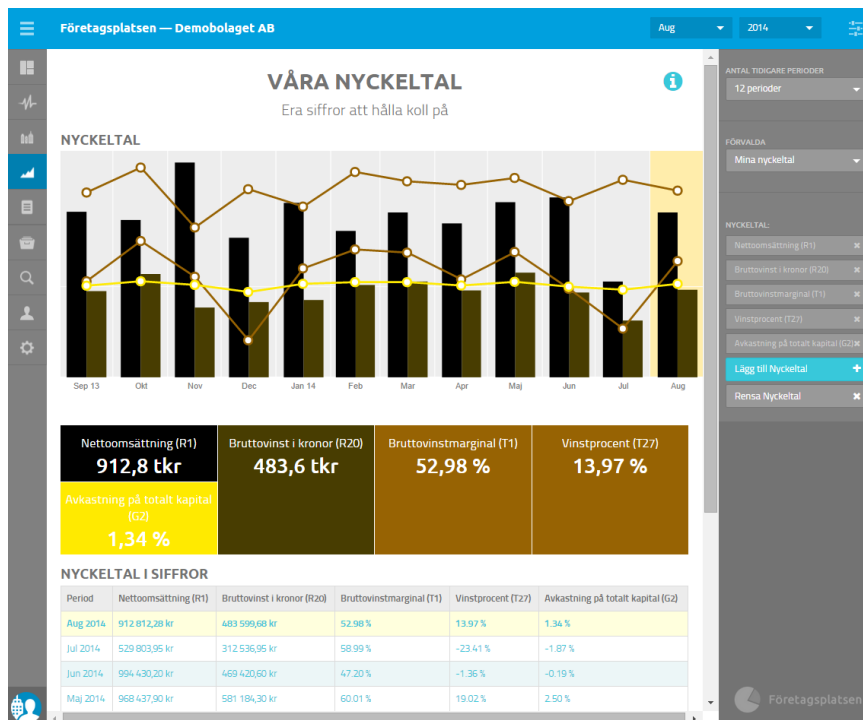 Företagsplatsen — Demobolaget AB
Aug
2014
VÅRA NYCKELTAL
Era siffror att hålla koll på
NYCKELTAL
Sep 13 Okt Nov Dec Jan 14 Feb Mar Apr Maj Jun Jul Aug
Nettoomsättning (R1)
912,8 tkr
Bruttovinst i kronor (R20)
483,6 tkr
Bruttovinstmarginal (T1)
52,98 %
Vinstprocent (T27)
13,97 %
Avkastning på totalt kapital
(G2)
1,34 %
NYCKELTAL I SIFFROR
Period Nettoomsättning (R1) Bruttovinst i kronor (R20) Bruttovinstmarginal (T1) Vinstprocent (T27) Avkastning på totalt kapital (G2)
Aug 2014 912 812,28 kr 483 599,68 kr 52.98 % 13.97 % 1.34 %
Jul 2014 529 803,95 kr 312 536,95 kr 58.99 % -23.41 % -1.87 %
Jun 2014 994 430,20 kr 469 420,60 kr 47.20 % -1.36 % -0.19 %
Maj 2014 968 437,90 kr 581 184,30 kr 60.01 % 19.02 % 2.50 %
ANTAL TIDIGARE PERIODER
12 perioder
FÖRVALDA
Mina nyckeltal
NYCKELTAL:
Nettoomsättning (R1)
Bruttovinst i kronor (R20)
Bruttovinstmarginal (T1)
Vinstprocent (T27)
Avkastning på totalt kapital (G2)
Lägg till Nyckeltal
Rensa Nyckeltal
Företagsplatsen